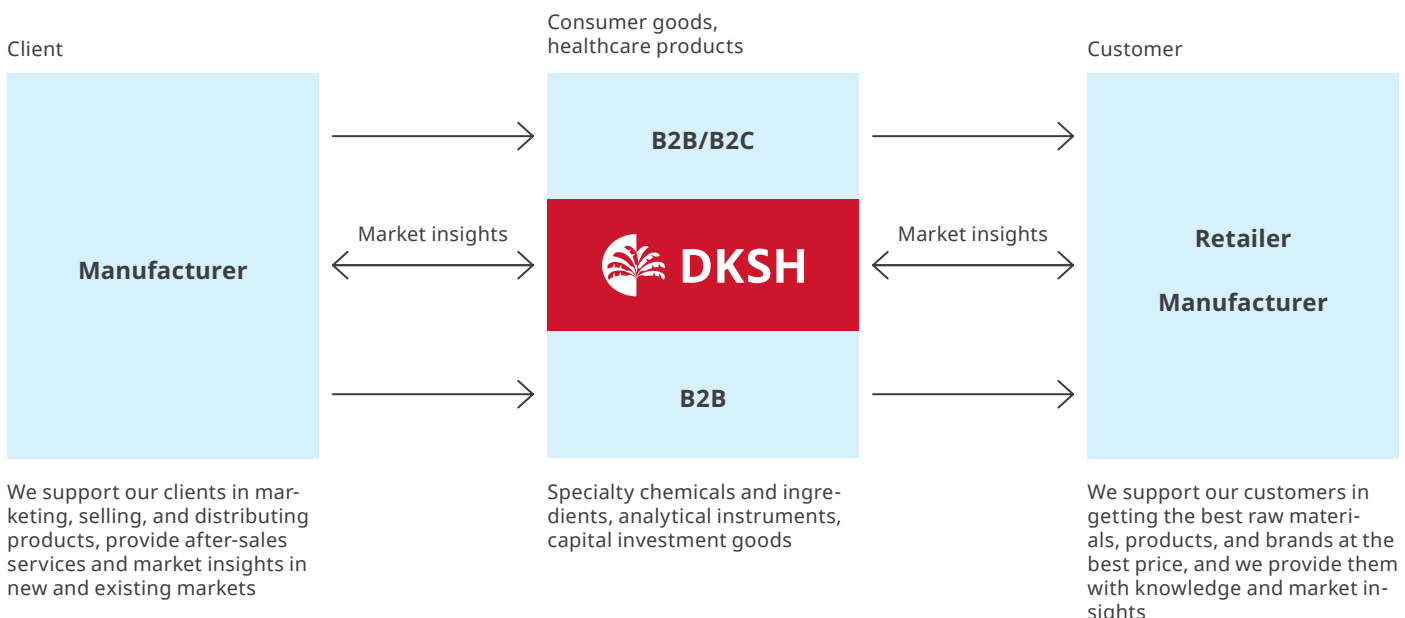 Client
Manufacturer
We support our clients in mar-
keting, selling, and distributing
products, provide after-sales
services and market insights in
new and existing markets
Market insights
Consumer goods,
healthcare products
B2B/B2C
DKSH
B2B
Specialty chemicals and ingre-
dients, analytical instruments,
capital investment goods
Market insights
Customer
Retailer
Manufacturer
We support our customers in
getting the best raw materi-
als, products, and brands at the
best price, and we provide them
with knowledge and market in-
sights